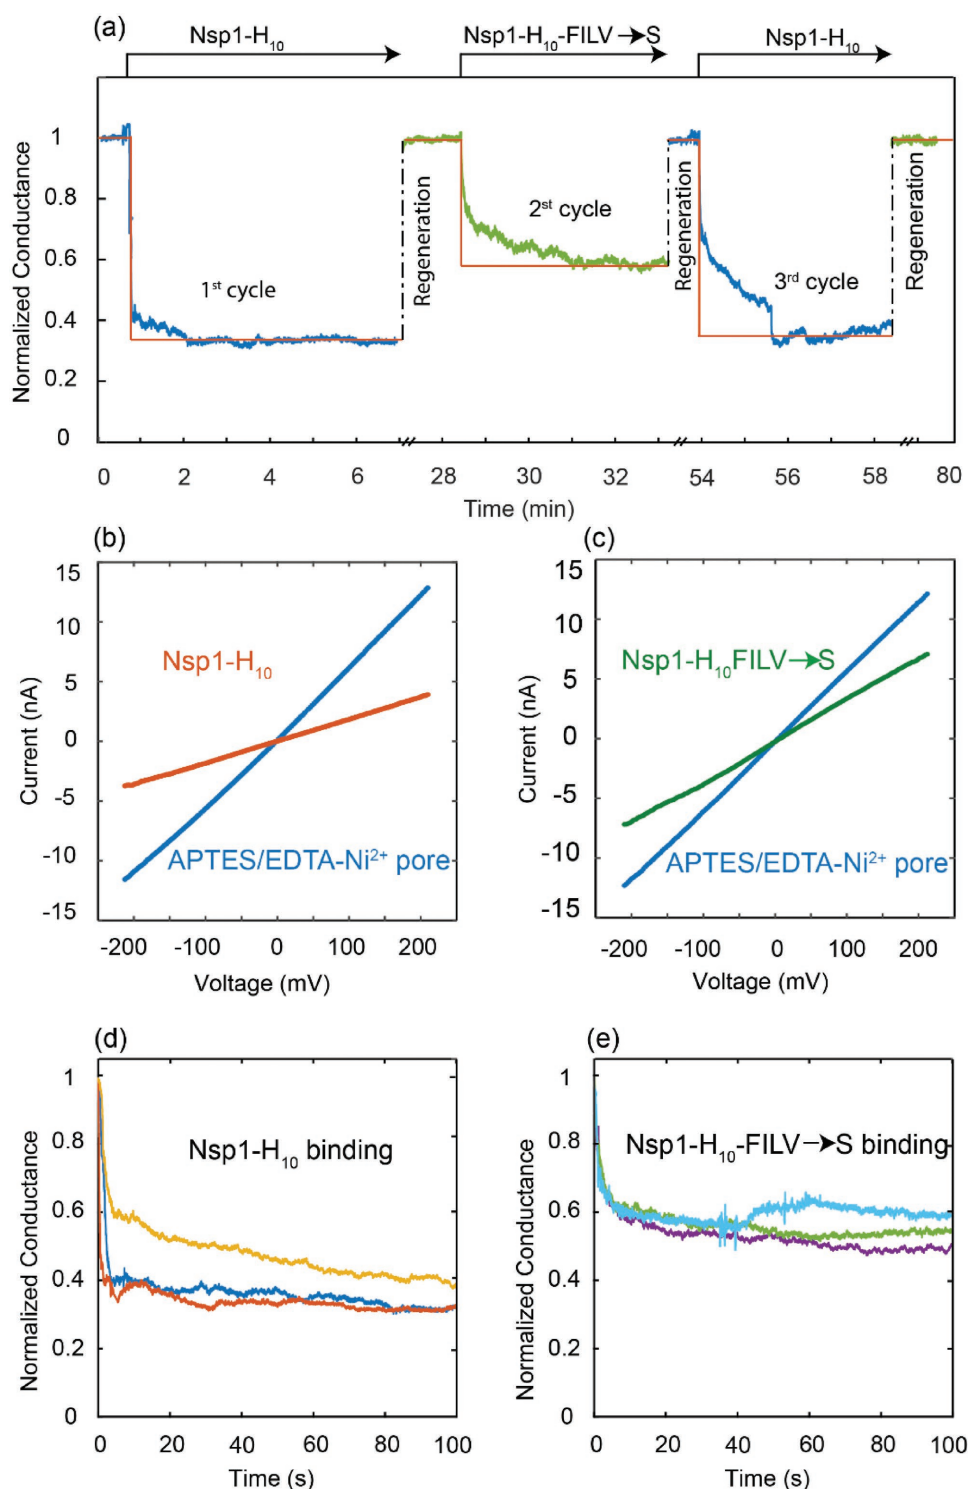 (a)
Nsp1-H10
Nsp1-H10-FILV→S
Nsp1-H10
Normalized Conductance
1
0.8
0.6
0.4
0.2
0
1st cycle
Regeneration
2st cycle
Regeneration
3rd cycle
Regeneration
0 2 4 6 28 30 32 54 56 58 80
Time (min)
(b)
Current (nA)
15
10
5
0
-5
-10
-15
Nsp1-H10
APTES/EDTA-Ni2+ pore
-200 -100 0 100 200
Voltage (mV)
(c)
Current (nA)
15
10
5
0
-5
-10
-15
Nsp1-H10FILV→S
APTES/EDTA-Ni2+ pore
-200 -100 0 100 200
Voltage (mV)
(d)
Normalized Conductance
1
0.8
0.6
0.4
0.2
0
Nsp1-H10 binding
0 20 40 60 80 100
Time (s)
(e)
Normalized Conductance
1
0.8
0.6
0.4
0.2
0
Nsp1-H10-FILV→S binding
0 20 40 60 80 100
Time (s)